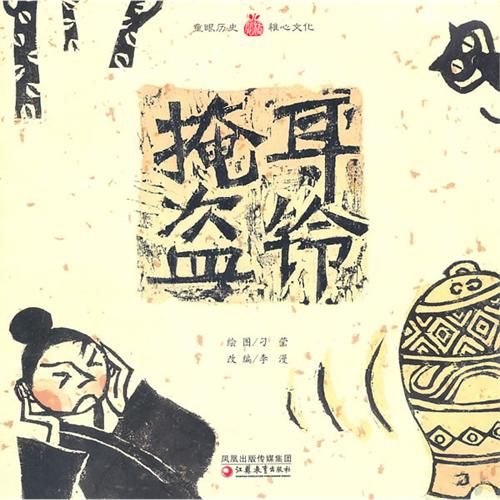 童眼历史 稚心文化
掩耳
盗铃
绘图/刁莹
改编/李漫
凤凰出版传媒集团
江苏教育出版社